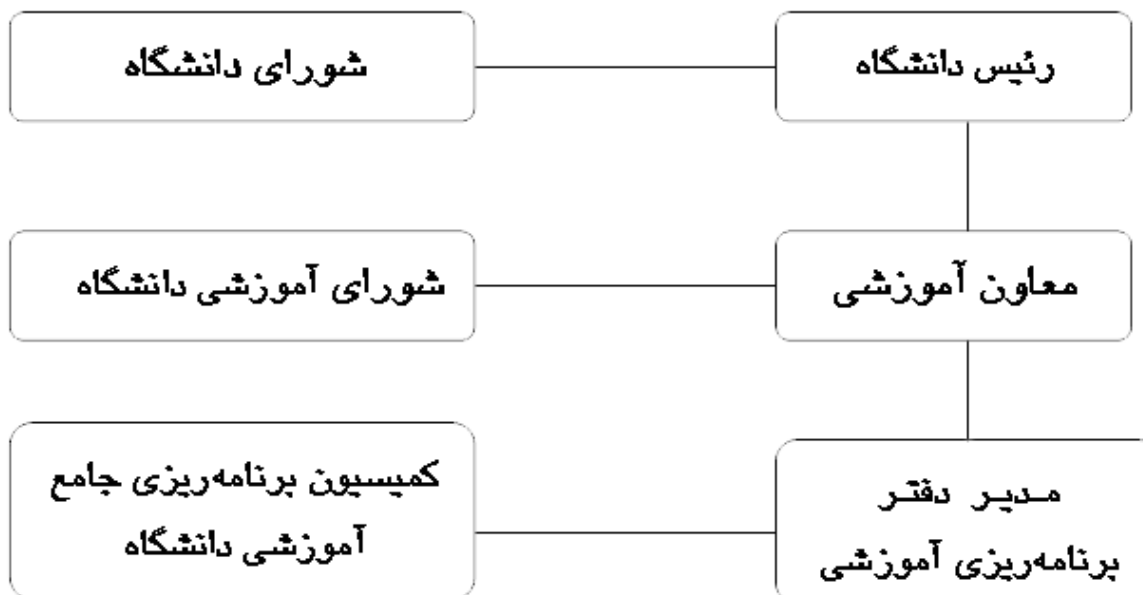 رئیس دانشگاه
شورای دانشگاه
معاون آموزشی
شورای آموزشی دانشگاه
مدیر دفتر
برنامه‌ریزی آموزشی
کمیسیون برنامه‌ریزی جامع
آموزشی دانشگاه